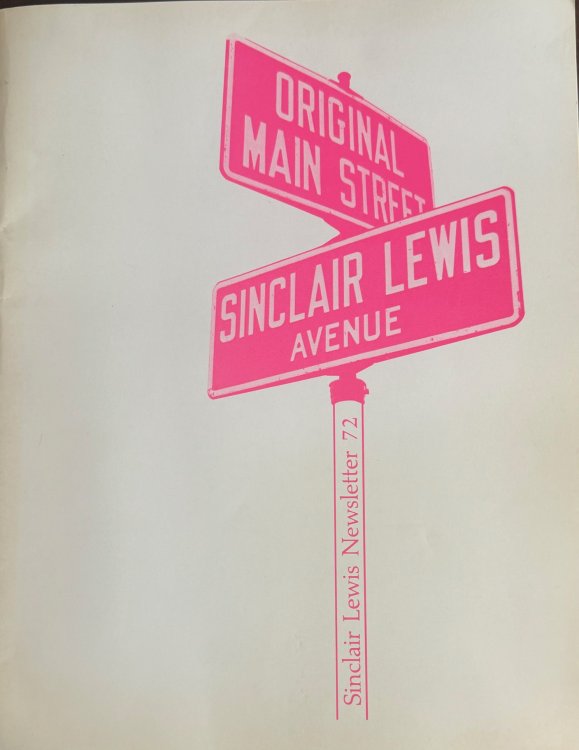 ORIGINAL
MAIN STREET
SINCLAIR LEWIS
AVENUE
Sinclair Lewis Newsletter 72